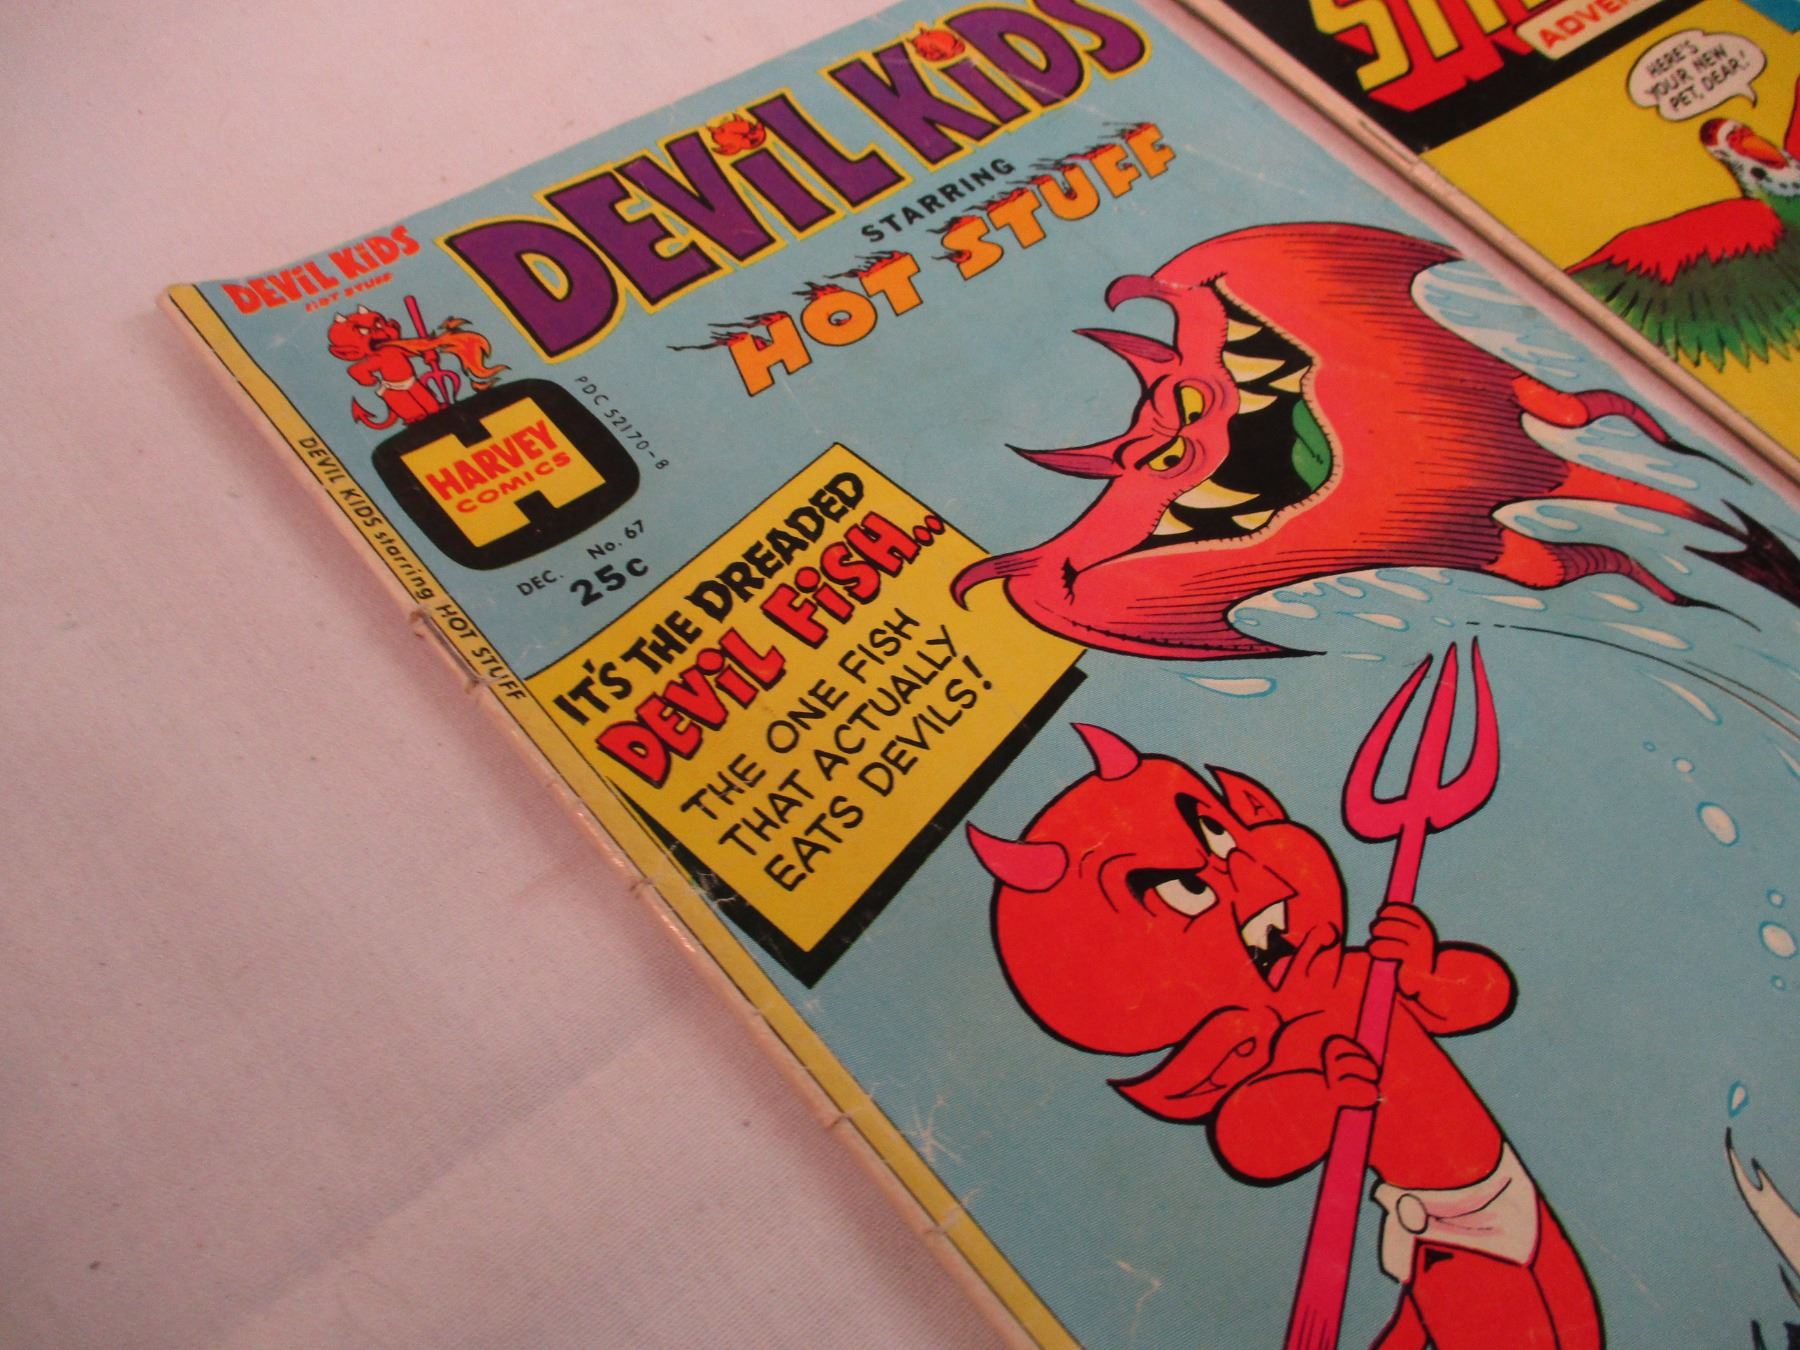 DEVIL KIDS
STARRING
HOT STUFF
DEVIL KIDS
HOT STUFF
HARVEY
COMICS
PDC 52170-8
DEC. No. 67
25c
DEVIL KIDS starring HOT STUFF
IT'S THE DREADED
DEVIL FISH..
THE ONE FISH
THAT ACTUALLY
EATS DEVILS!
HERE'S
YOUR NEW
PET, DEAR!